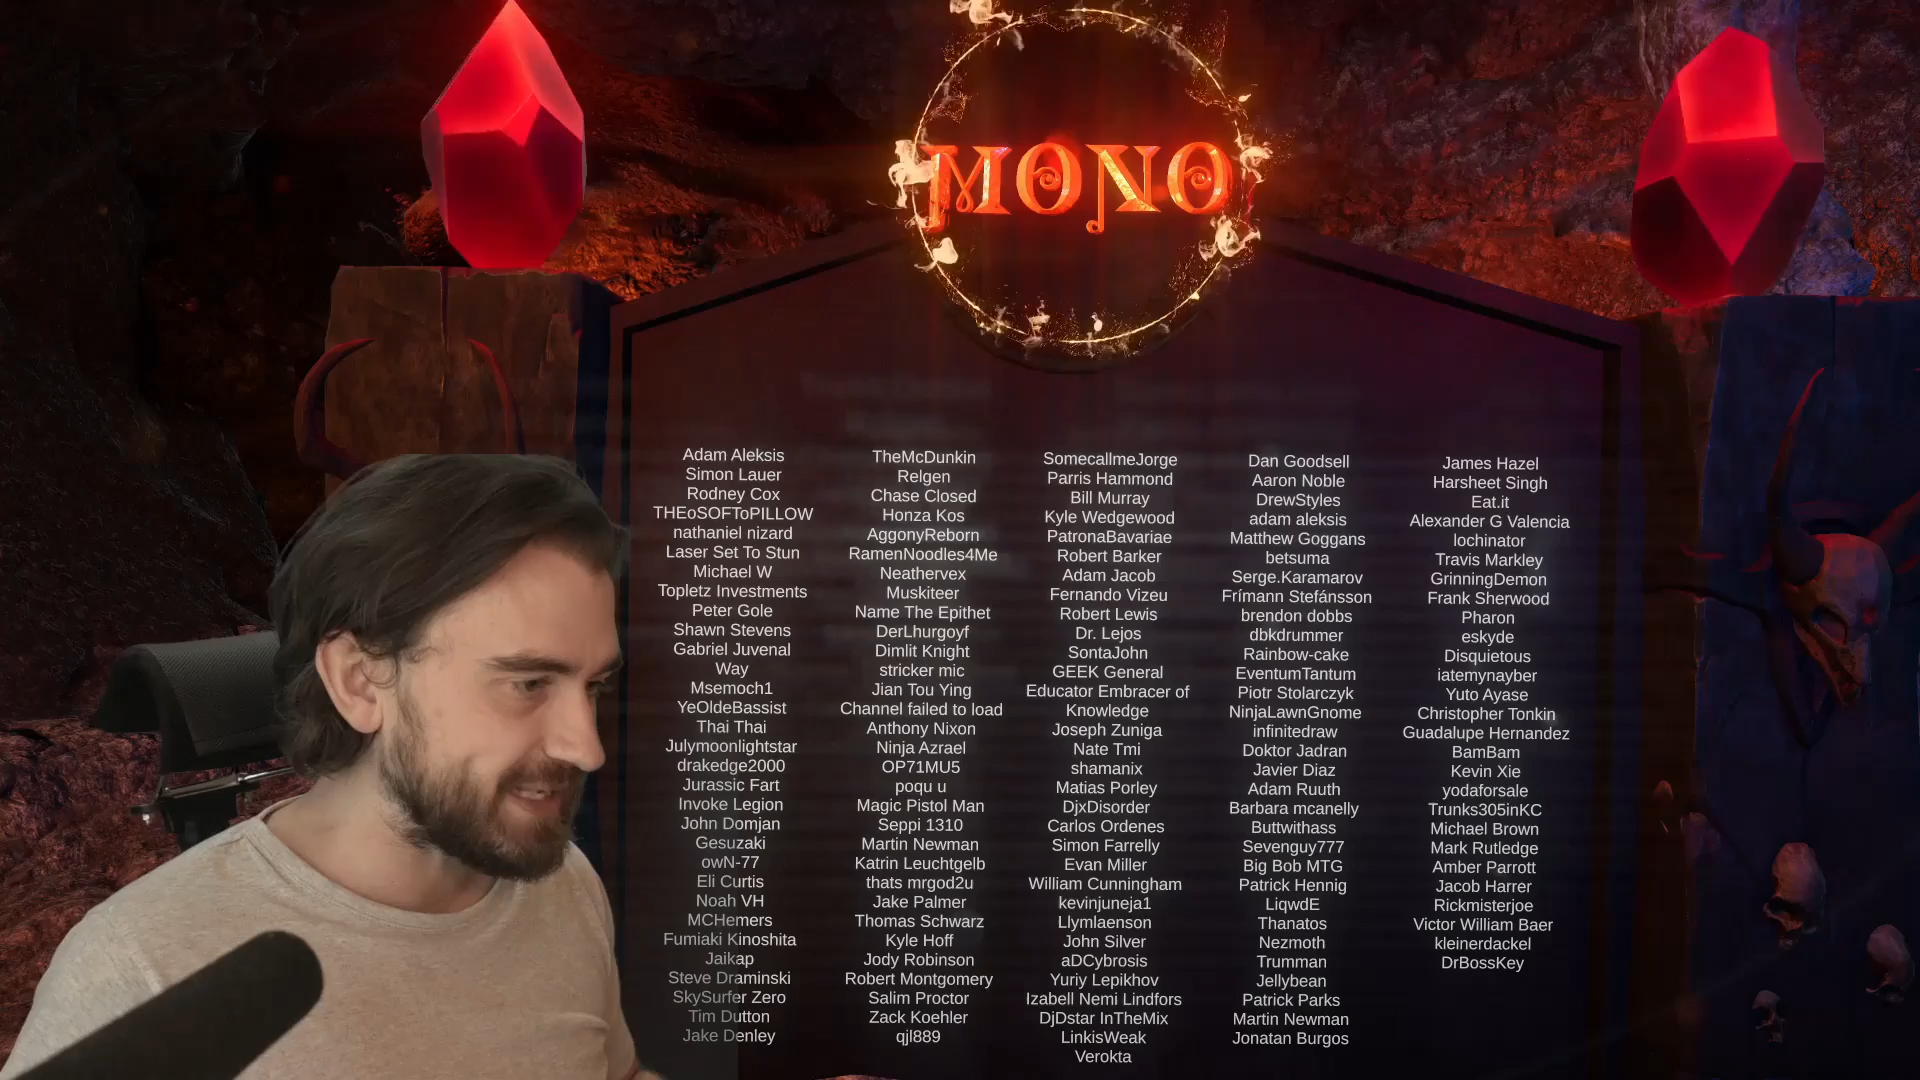 MONO
Adam Aleksis
Simon Lauer
Rodney Cox
THEoSOFToPILLOW
nathaniel nizard
Laser Set To Stun
Michael W
Topletz Investments
Peter Gole
Shawn Stevens
Gabriel Juvenal
Way
Msemoch1
YeOldeBassist
Thai Thai
Julymoonlightstar
drakedge2000
Jurassic Fart
Invoke Legion
John Domjan
Gesuzaki
owN-77
Eli Curtis
Noah VH
MCHemers
Fumiaki Kinoshita
Jaikap
Steve Draminski
SkySurfer Zero
Tim Dutton
Jake Denley
TheMcDunkin
Relgen
Chase Closed
Honza Kos
AggonyReborn
RamenNoodles4Me
Neathervex
Muskiteer
Name The Epithet
DerLhurgoyf
Dimlit Knight
stricker mic
Jian Tou Ying
Channel failed to load
Anthony Nixon
Ninja Azrael
OP71MU5
poqu u
Magic Pistol Man
Seppi 1310
Martin Newman
Katrin Leuchtgelb
thats mrgod2u
Jake Palmer
Thomas Schwarz
Kyle Hoff
Jody Robinson
Robert Montgomery
Salim Proctor
Zack Koehler
qjl889
SomecallmeJorge
Parris Hammond
Bill Murray
Kyle Wedgewood
PatronaBavariae
Robert Barker
Adam Jacob
Fernando Vizeu
Robert Lewis
Dr. Lejos
SontaJohn
GEEK General
Educator Embracer of
Knowledge
Joseph Zuniga
Nate Tmi
shamanix
Matias Porley
DjxDisorder
Carlos Ordenes
Simon Farrelly
Evan Miller
William Cunningham
kevinjuneja1
Llymlaenson
John Silver
aDCybrosis
Yuriy Lepikhov
Izabell Nemi Lindfors
DjDstar InTheMix
LinkisWeak
Verokta
Dan Goodsell
Aaron Noble
DrewStyles
adam aleksis
Matthew Goggans
betsuma
Serge.Karamarov
Frímann Stefánsson
brendon dobbs
dbkdrummer
Rainbow-cake
EventumTantum
Piotr Stolarczyk
NinjaLawnGnome
infinitedraw
Doktor Jadran
Javier Diaz
Adam Ruuth
Barbara mcanelly
Buttwithass
Sevenguy777
Big Bob MTG
Patrick Hennig
LiqwdE
Thanatos
Nezmoth
Trumman
Jellybean
Patrick Parks
Martin Newman
Jonatan Burgos
James Hazel
Harsheet Singh
Eat.it
Alexander G Valencia
lochinator
Travis Markley
GrinningDemon
Frank Sherwood
Pharon
eskyde
Disquietous
iatemynayber
Yuto Ayase
Christopher Tonkin
Guadalupe Hernandez
BamBam
Kevin Xie
yodaforsale
Trunks305inKC
Michael Brown
Mark Rutledge
Amber Parrott
Jacob Harrer
Rickmisterjoe
Victor William Baer
kleinerdackel
DrBossKey